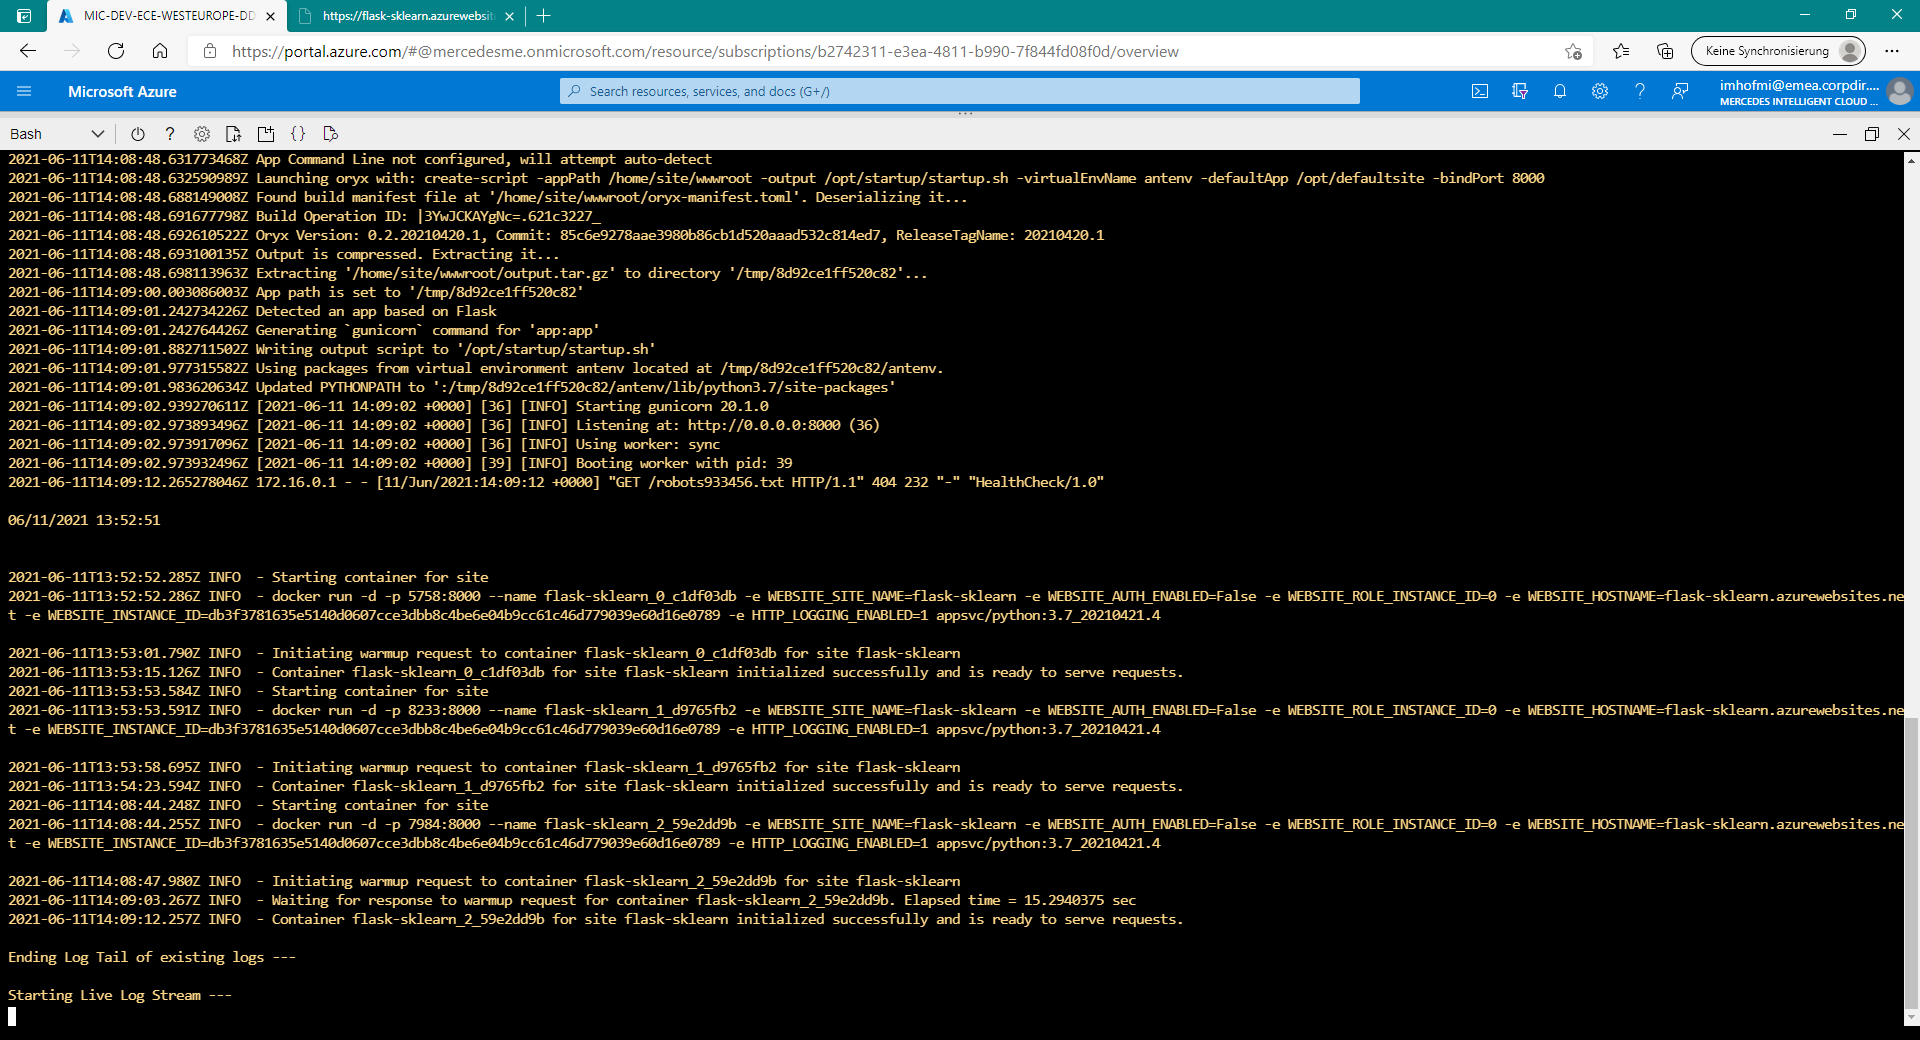 MIC-DEV-ECE-WESTEUROPE-DD
https://flask-sklearn.azurewebsit
https://portal.azure.com/#@mercedesme.onmicrosoft.com/resource/subscriptions/b2742311-e3ea-4811-b990-7f844fd08f0d/overview
Keine Synchronisierung
Microsoft Azure
Search resources, services, and docs (G+/)
imhofmi@emea.corpdir....
MERCEDES INTELLIGENT CLOUD ...
Bash
2021-06-11T14:08:48.631773468Z App Command Line not configured, will attempt auto-detect
2021-06-11T14:08:48.632590989Z Launching oryx with: create-script -appPath /home/site/wwwroot -output /opt/startup/startup.sh -virtualEnvName antenv -defaultApp /opt/defaultsite -bindPort 8000
2021-06-11T14:08:48.688149008Z Found build manifest file at '/home/site/wwwroot/oryx-manifest.toml'. Deserializing it...
2021-06-11T14:08:48.691677798Z Build Operation ID: |3YwJCKAYgNc=.621c3227_
2021-06-11T14:08:48.692610522Z Oryx Version: 0.2.20210420.1, Commit: 85c6e9278aae3980b86cb1d520aaad532c814ed7, ReleaseTagName: 20210420.1
2021-06-11T14:08:48.693100135Z Output is compressed. Extracting it...
2021-06-11T14:08:48.698113963Z Extracting '/home/site/wwwroot/output.tar.gz' to directory '/tmp/8d92ce1ff520c82'...
2021-06-11T14:09:00.003086003Z App path is set to '/tmp/8d92ce1ff520c82'
2021-06-11T14:09:01.242734226Z Detected an app based on Flask
2021-06-11T14:09:01.242764426Z Generating `gunicorn` command for 'app:app'
2021-06-11T14:09:01.882711502Z Writing output script to '/opt/startup/startup.sh'
2021-06-11T14:09:01.977315582Z Using packages from virtual environment antenv located at /tmp/8d92ce1ff520c82/antenv.
2021-06-11T14:09:01.983620634Z Updated PYTHONPATH to ':/tmp/8d92ce1ff520c82/antenv/lib/python3.7/site-packages'
2021-06-11T14:09:02.939270611Z [2021-06-11 14:09:02 +0000] [36] [INFO] Starting gunicorn 20.1.0
2021-06-11T14:09:02.973893496Z [2021-06-11 14:09:02 +0000] [36] [INFO] Listening at: http://0.0.0.0:8000 (36)
2021-06-11T14:09:02.973917096Z [2021-06-11 14:09:02 +0000] [36] [INFO] Using worker: sync
2021-06-11T14:09:02.973932496Z [2021-06-11 14:09:02 +0000] [39] [INFO] Booting worker with pid: 39
2021-06-11T14:09:12.265278046Z 172.16.0.1 - - [11/Jun/2021:14:09:12 +0000] "GET /robots933456.txt HTTP/1.1" 404 232 "-" "HealthCheck/1.0"
06/11/2021 13:52:51
2021-06-11T13:52:52.285Z INFO  - Starting container for site
2021-06-11T13:52:52.286Z INFO  - docker run -d -p 5758:8000 --name flask-sklearn_0_c1df03db -e WEBSITE_SITE_NAME=flask-sklearn -e WEBSITE_AUTH_ENABLED=False -e WEBSITE_ROLE_INSTANCE_ID=0 -e WEBSITE_HOSTNAME=flask-sklearn.azurewebsites.ne
t -e WEBSITE_INSTANCE_ID=db3f3781635e5140d0607cce3dbb8c4be6e04b9cc61c46d779039e60d16e0789 -e HTTP_LOGGING_ENABLED=1 appsvc/python:3.7_20210421.4
2021-06-11T13:53:01.790Z INFO  - Initiating warmup request to container flask-sklearn_0_c1df03db for site flask-sklearn
2021-06-11T13:53:15.126Z INFO  - Container flask-sklearn_0_c1df03db for site flask-sklearn initialized successfully and is ready to serve requests.
2021-06-11T13:53:53.584Z INFO  - Starting container for site
2021-06-11T13:53:53.591Z INFO  - docker run -d -p 8233:8000 --name flask-sklearn_1_d9765fb2 -e WEBSITE_SITE_NAME=flask-sklearn -e WEBSITE_AUTH_ENABLED=False -e WEBSITE_ROLE_INSTANCE_ID=0 -e WEBSITE_HOSTNAME=flask-sklearn.azurewebsites.ne
t -e WEBSITE_INSTANCE_ID=db3f3781635e5140d0607cce3dbb8c4be6e04b9cc61c46d779039e60d16e0789 -e HTTP_LOGGING_ENABLED=1 appsvc/python:3.7_20210421.4
2021-06-11T13:53:58.695Z INFO  - Initiating warmup request to container flask-sklearn_1_d9765fb2 for site flask-sklearn
2021-06-11T13:54:23.594Z INFO  - Container flask-sklearn_1_d9765fb2 for site flask-sklearn initialized successfully and is ready to serve requests.
2021-06-11T14:08:44.248Z INFO  - Starting container for site
2021-06-11T14:08:44.255Z INFO  - docker run -d -p 7984:8000 --name flask-sklearn_2_59e2dd9b -e WEBSITE_SITE_NAME=flask-sklearn -e WEBSITE_AUTH_ENABLED=False -e WEBSITE_ROLE_INSTANCE_ID=0 -e WEBSITE_HOSTNAME=flask-sklearn.azurewebsites.ne
t -e WEBSITE_INSTANCE_ID=db3f3781635e5140d0607cce3dbb8c4be6e04b9cc61c46d779039e60d16e0789 -e HTTP_LOGGING_ENABLED=1 appsvc/python:3.7_20210421.4
2021-06-11T14:08:47.980Z INFO  - Initiating warmup request to container flask-sklearn_2_59e2dd9b for site flask-sklearn
2021-06-11T14:09:03.267Z INFO  - Waiting for response to warmup request for container flask-sklearn_2_59e2dd9b. Elapsed time = 15.2940375 sec
2021-06-11T14:09:12.257Z INFO  - Container flask-sklearn_2_59e2dd9b for site flask-sklearn initialized successfully and is ready to serve requests.
Ending Log Tail of existing logs ---
Starting Live Log Stream ---